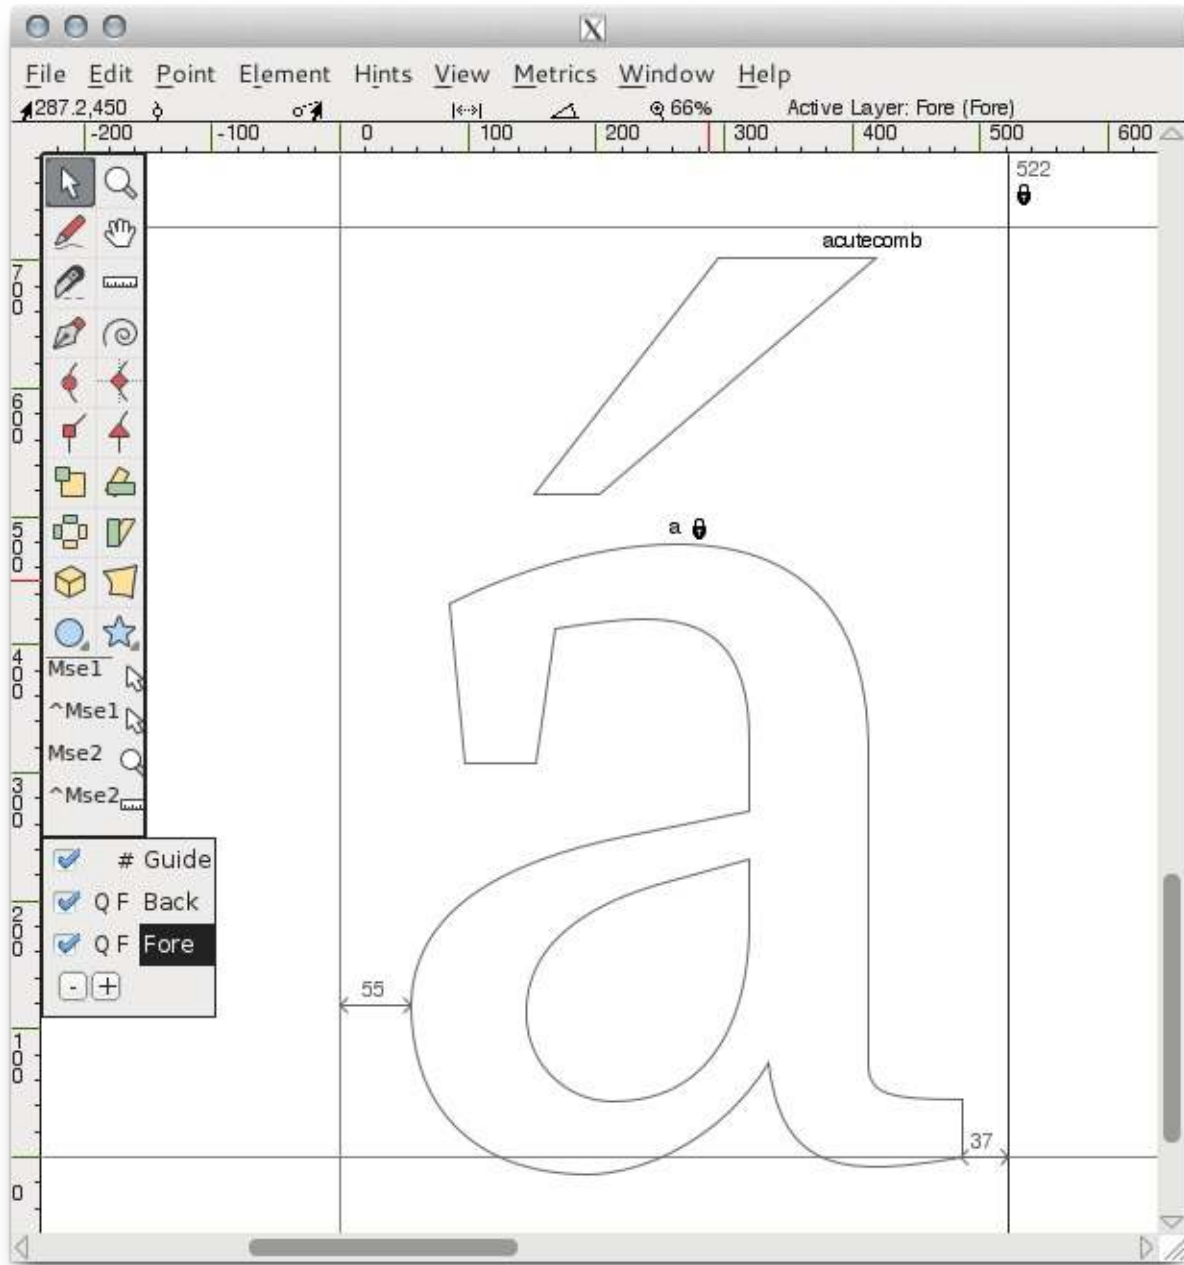 X
File Edit Point Element Hints View Metrics Window Help
287.2,450 66% Active Layer: Fore (Fore)
-200 -100 0 100 200 300 400 500 600
522
acutecomb
700
600
a
500
400
Mse1
^Mse1
Mse2
^Mse2
300
# Guide
Q F Back
200
Q F Fore
- +
55
100
37
0
á